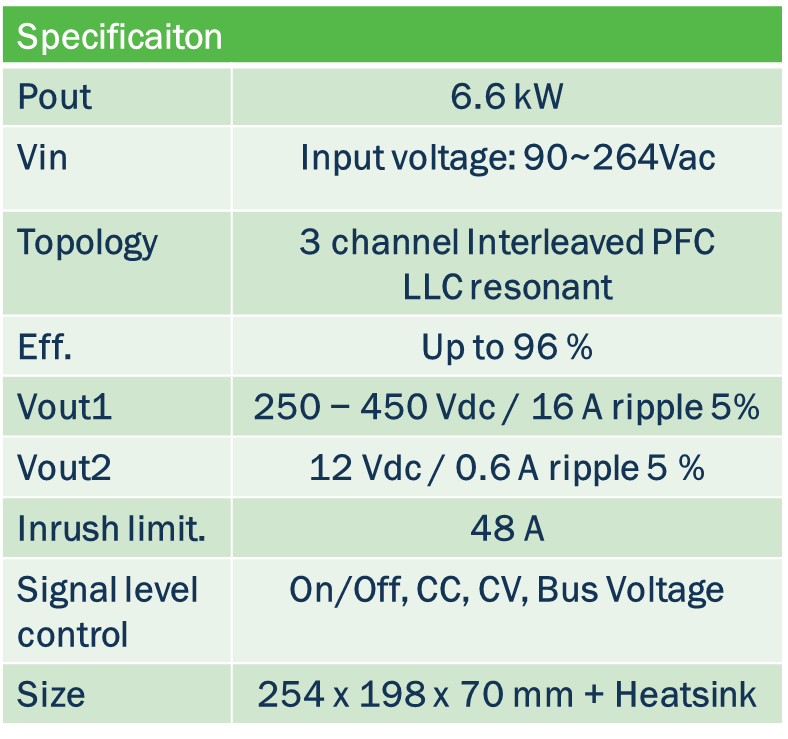 Specificaiton
Pout 6.6 kW
Vin Input voltage: 90~264Vac
Topology 3 channel Interleaved PFC
LLC resonant
Eff. Up to 96 %
Vout1 250 – 450 Vdc / 16 A ripple 5%
Vout2 12 Vdc / 0.6 A ripple 5 %
Inrush limit. 48 A
Signal level On/Off, CC, CV, Bus Voltage
control
Size 254 x 198 x 70 mm + Heatsink